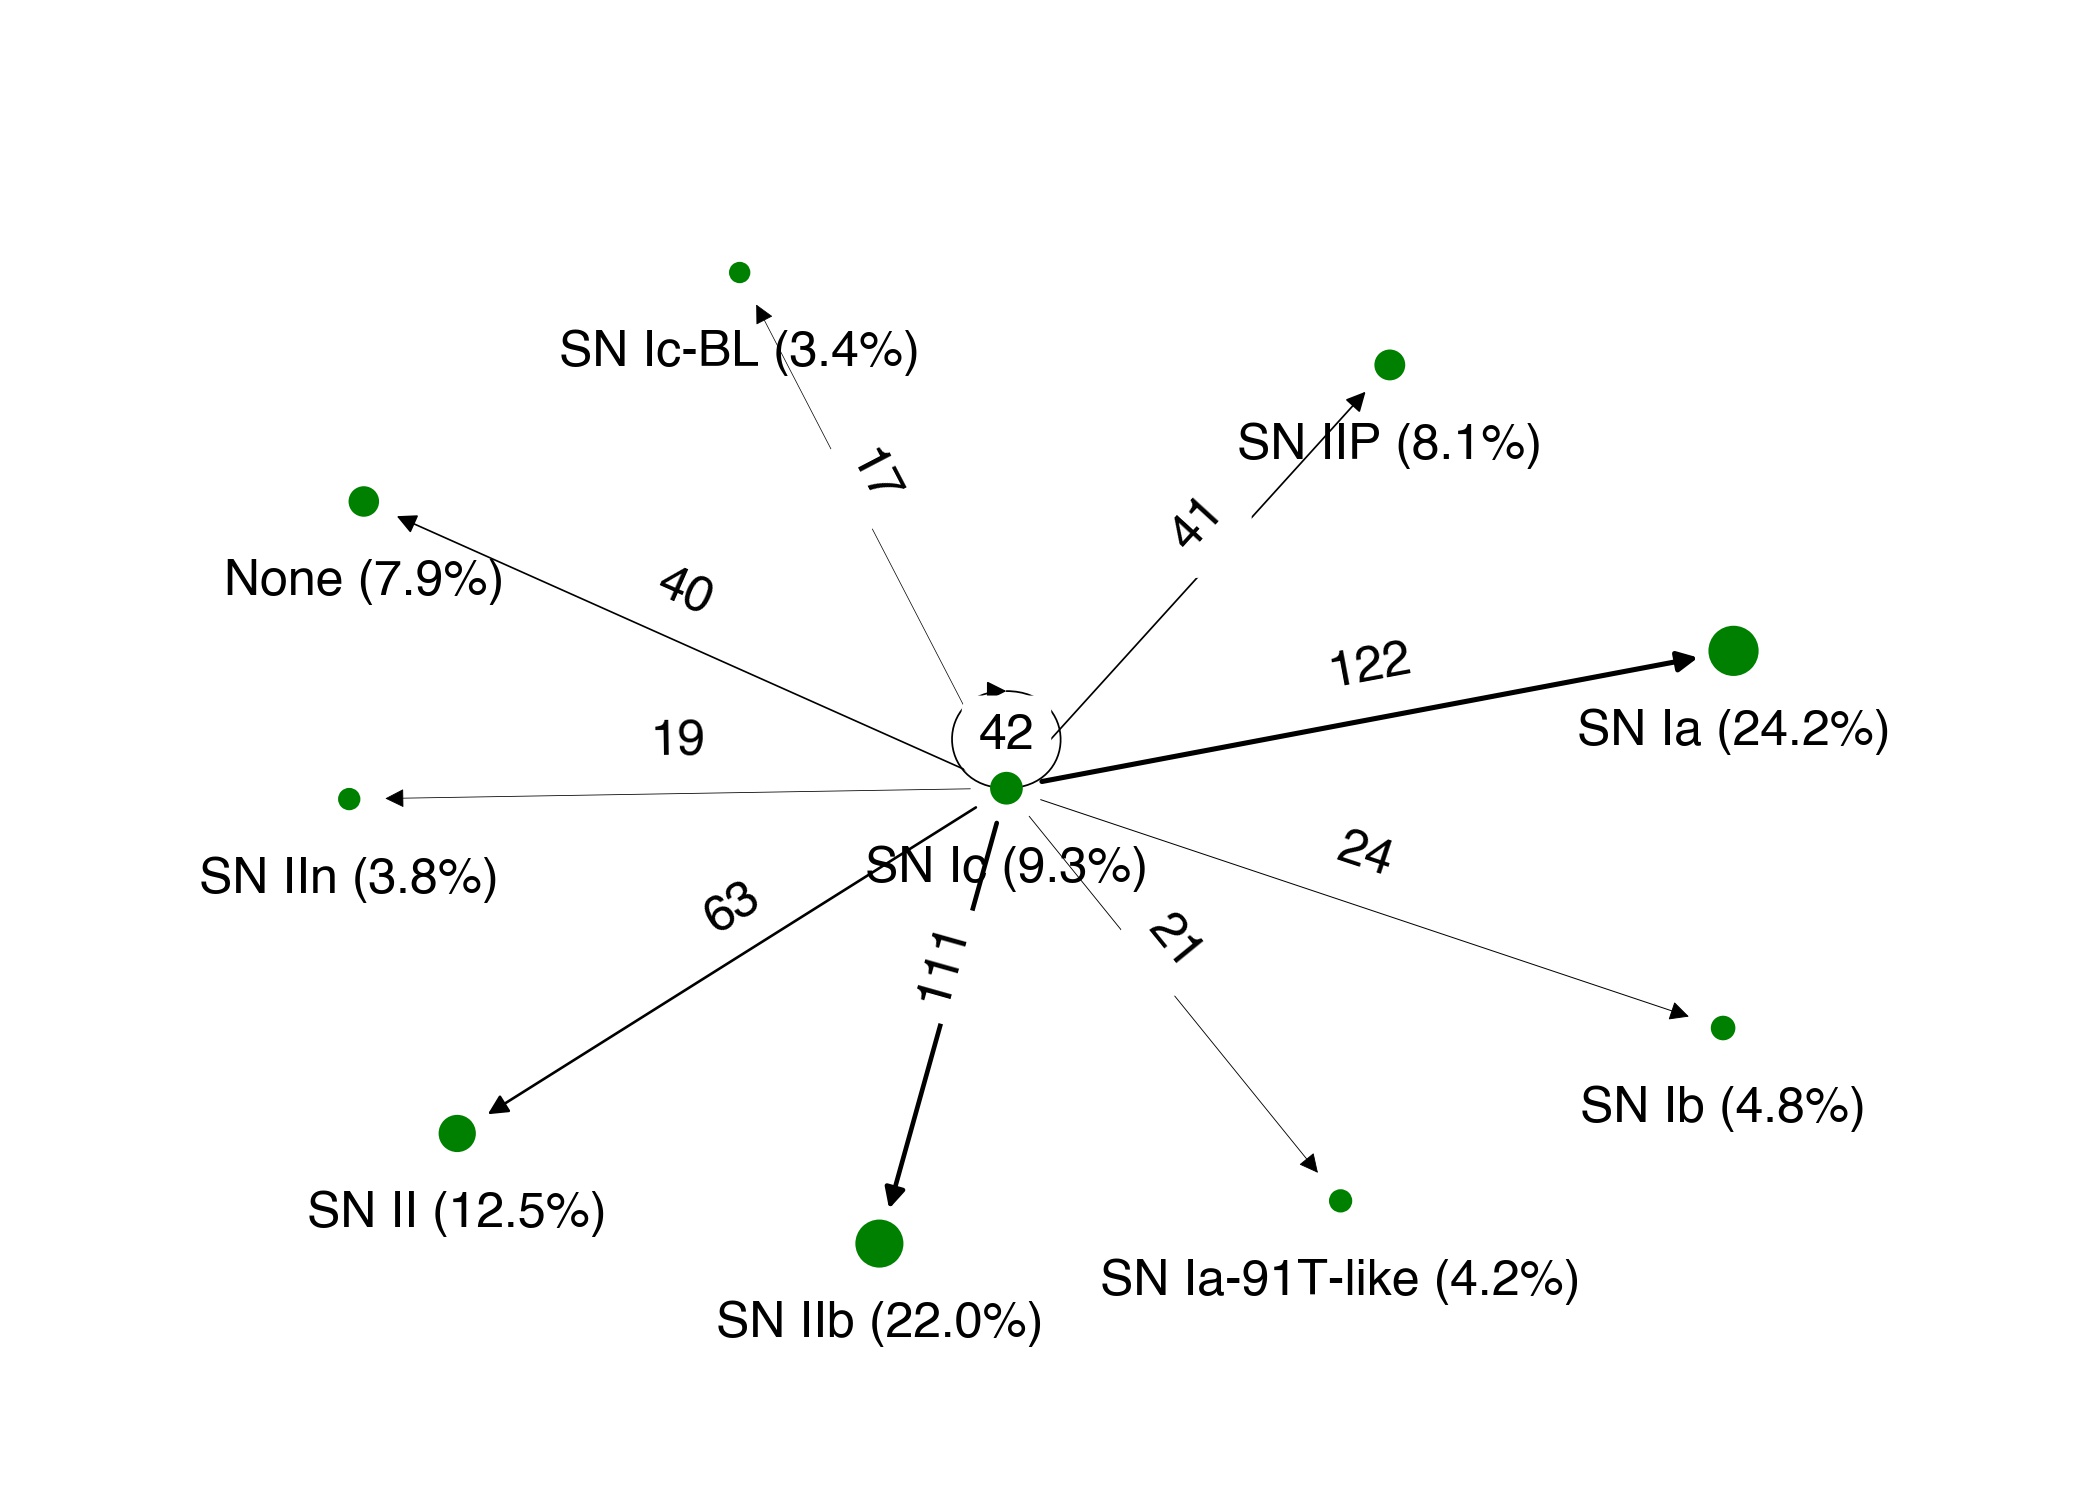 SN Ic-BL (3.4%)
SN IIP (8.1%)
17
41
None (7.9%)
40
122
SN Ia (24.2%)
19
42
SN IIn (3.8%)
SN Ic (9.3%)
24
63
111
21
SN Ib (4.8%)
SN II (12.5%)
SN Ia-91T-like (4.2%)
SN IIb (22.0%)